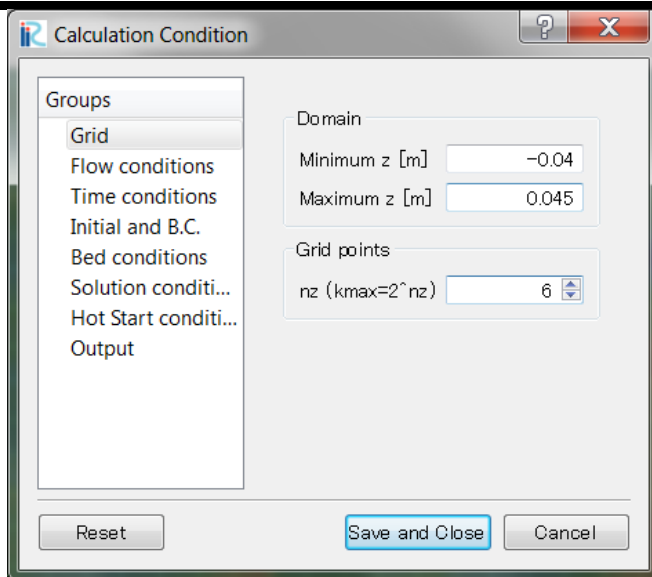 iRIC Calculation Condition
Groups
Grid
Flow conditions
Time conditions
Initial and B.C.
Bed conditions
Solution conditi...
Hot Start conditi...
Output
Domain
Minimum z [m] -0.04
Maximum z [m] 0.045
Grid points
nz (kmax=2^nz) 6
Reset Save and Close Cancel